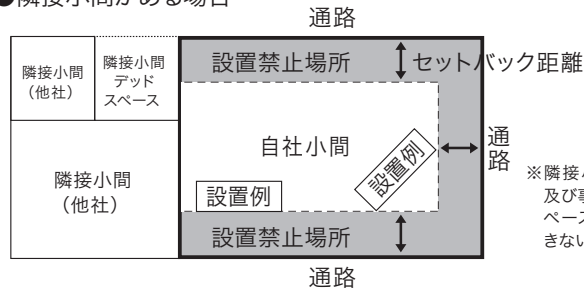 ●隣接小間がある場合
通路
隣接小間
(他社)
隣接小間
デッド
スペース
設置禁止場所
セットバック距離
自社小間
設置例
通路
隣接小間
(他社)
設置例
設置禁止場所
通路
※隣接小
及び事
ペース
きない